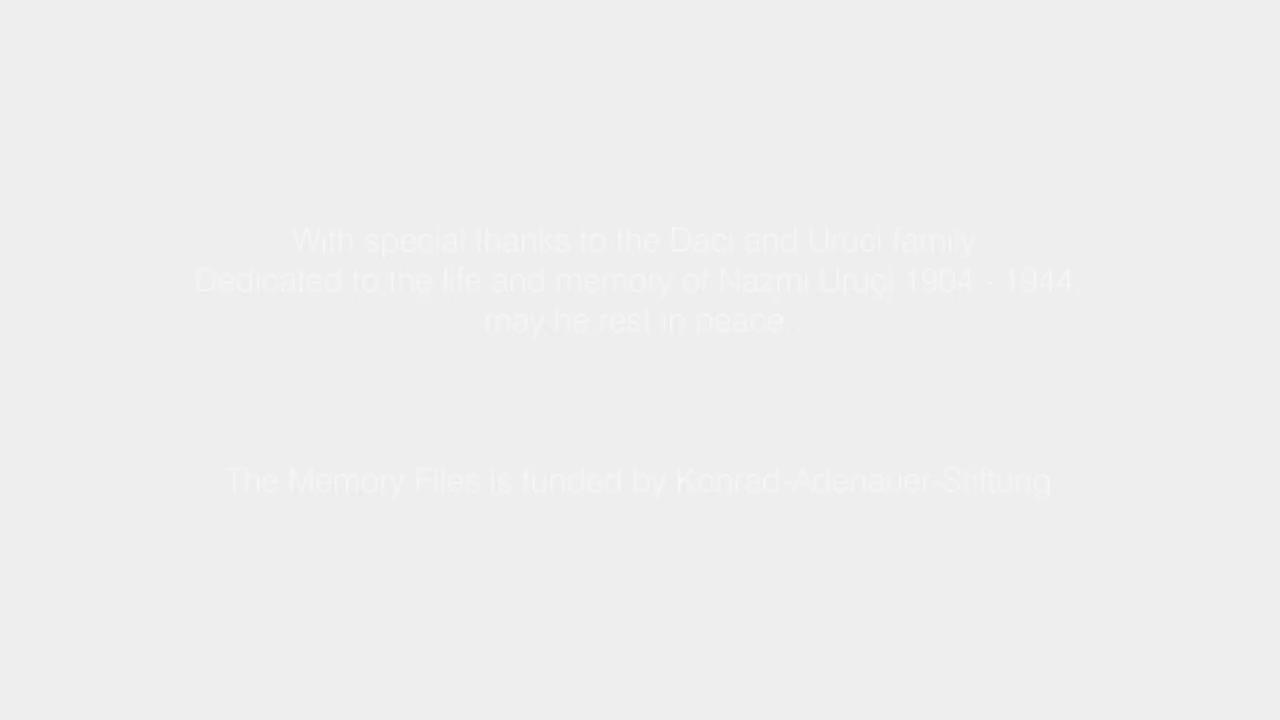 With special thanks to the Daci and Uruçi family
Dedicated to the life and memory of Nazmi Uruçi 1904 - 1944,
may he rest in peace.
The Memory Files is funded by Konrad-Adenauer-Stiftung